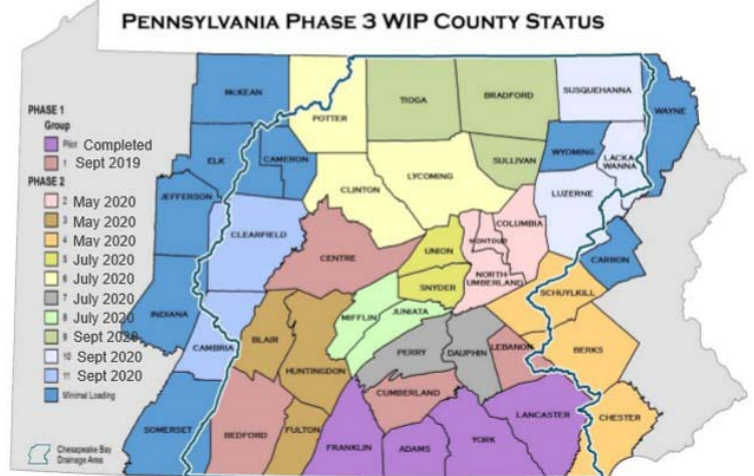 PENNSYLVANIA PHASE 3 WIP COUNTY STATUS
PHASE 1
Group
Pilot Completed
1 Sept 2019
PHASE 2
2 May 2020
3 May 2020
4 May 2020
5 July 2020
6 July 2020
7 July 2020
8 July 2020
9 Sept 2020
10 Sept 2020
11 Sept 2020
Minimal Loading
Chesapeake Bay
Drainage Area
MCKEAN
POTTER
TIOGA
BRADFORD
SUSQUEHANNA
WAYNE
ELK
CAMERON
SULLIVAN
WYOMING
LACKA
WANNA
JEFFERSON
CLINTON
LYCOMING
LUZERNE
CLEARFIELD
COLUMBIA
MONTOUR
CENTRE
UNION
CARBON
NORTH
UMBERLAND
SNYDER
SCHUYLKILL
INDIANA
MIFFLIN
JUNIATA
CAMBRIA
BLAIR
HUNTINGDON
PERRY
DAUPHIN
LEBANON
BERKS
CUMBERLAND
LANCASTER
SOMERSET
BEDFORD
FULTON
FRANKLIN
ADAMS
YORK
CHESTER